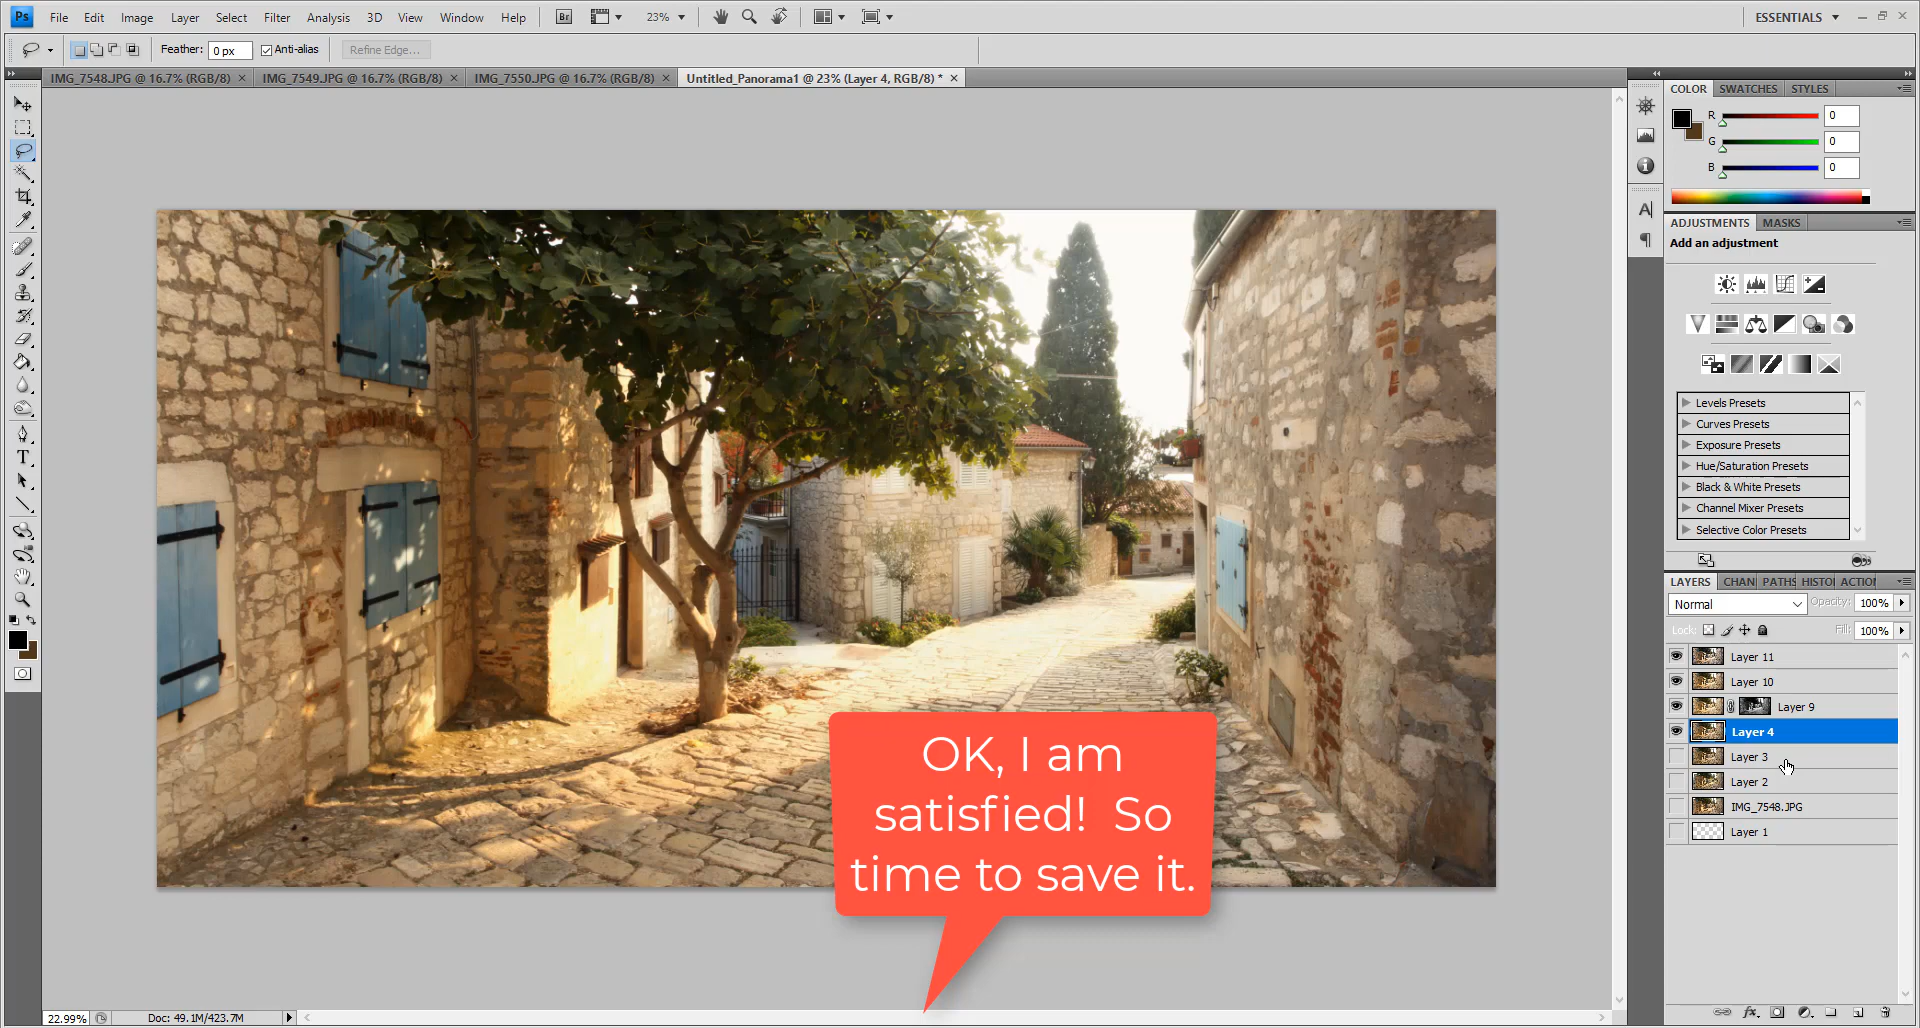 Ps File Edit Image Layer Select Filter Analysis 3D View Window Help Br 23% ESSENTIALS
Feather: 0 px Anti-alias Refine Edge...
IMG_7548.JPG @ 16.7% (RGB/8) × IMG_7549.JPG @ 16.7% (RGB/8) × IMG_7550.JPG @ 16.7% (RGB/8) × Untitled_Panorama1 @ 23% (Layer 4, RGB/8) * ×
COLOR SWATCHES STYLES
R 0
G 0
B 0
ADJUSTMENTS MASKS
Add an adjustment
Levels Presets
Curves Presets
Exposure Presets
Hue/Saturation Presets
Black & White Presets
Channel Mixer Presets
Selective Color Presets
LAYERS CHAN PATHS HISTO ACTION
Normal Opacity: 100%
Lock: Fill: 100%
Layer 11
Layer 10
Layer 9
Layer 4
Layer 3
Layer 2
IMG_7548.JPG
Layer 1
OK, I am
satisfied! So
time to save it.
22.99% Doc: 49.1M/423.7M